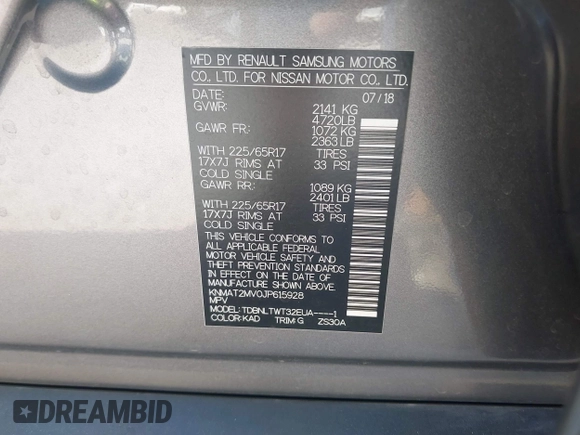 MFD BY RENAULT SAMSUNG MOTORS
CO., LTD. FOR NISSAN MOTOR CO., LTD.
DATE: 07/18
GVWR: 2141 KG
4720LB
GAWR FR: 1072 KG
2363 LB
WITH 225/65R17 TIRES
17X7J RIMS AT 33 PSI
COLD SINGLE
GAWR RR: 1089 KG
2401 LB
WITH 225/65R17 TIRES
17X7J RIMS AT 33 PSI
COLD SINGLE
THIS VEHICLE CONFORMS TO
ALL APPLICABLE FEDERAL
MOTOR VEHICLE SAFETY AND
THEFT PREVENTION STANDARDS
IN EFFECT ON THE DATE OF
MANUFACTURE SHOWN ABOVE.
KNMAT2MV0JP615928
MPV
MODEL: TDBNLTWT32EUA----1
COLOR:KAD TRIM:G ZS30A
DREAMBID